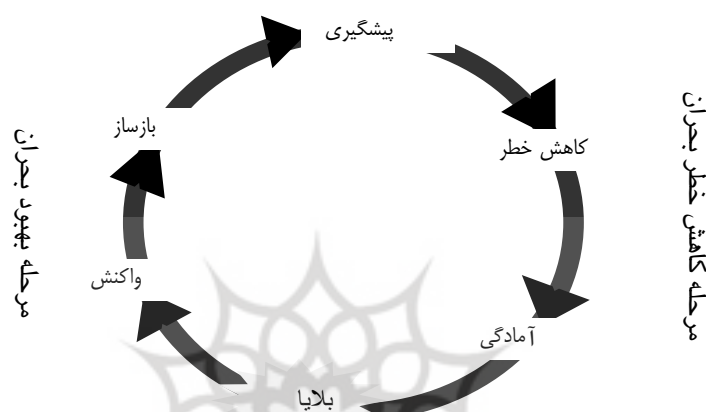 پیشگیری
کاهش خطر
آمادگی
بلایا
واکنش
بازساز
مرحله کاهش خطر بحران
مرحله بهبود بحران